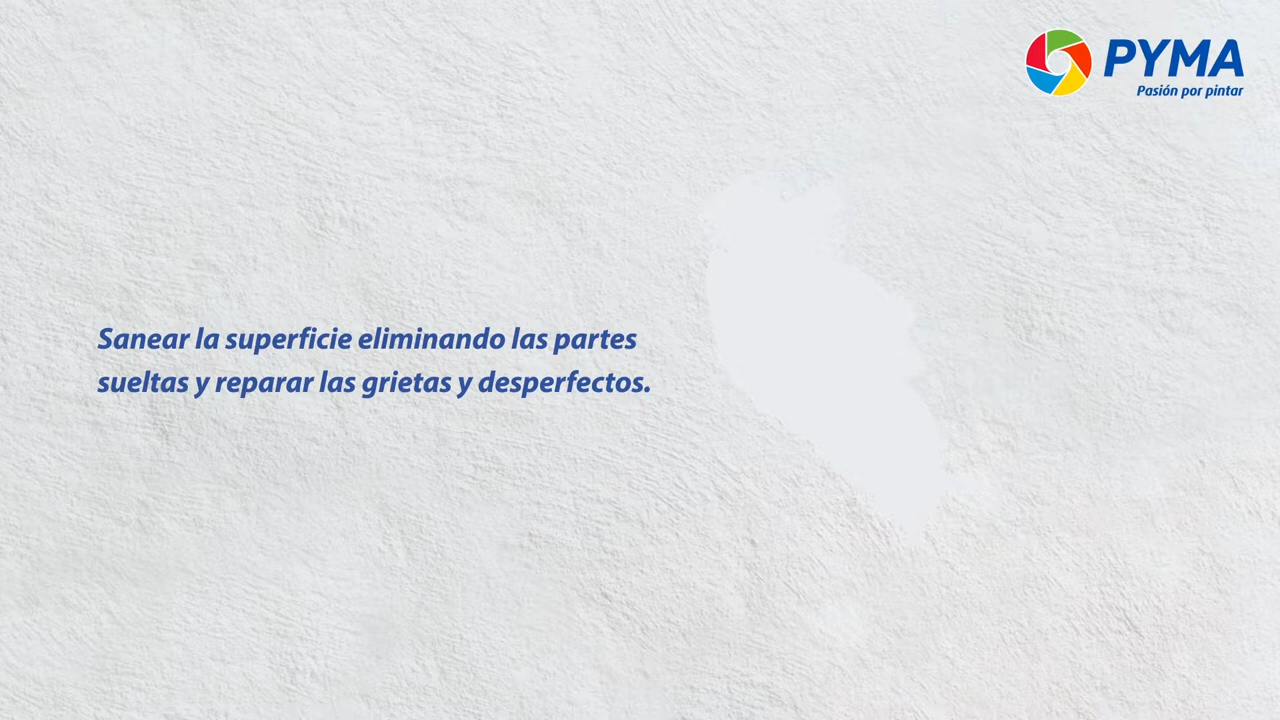 PYMA
Pasión por pintar
Sanear la superficie eliminando las partes
sueltas y reparar las grietas y desperfectos.